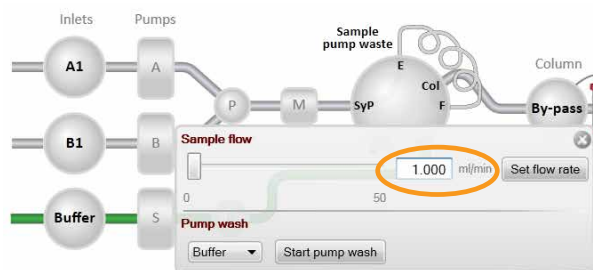 Inlets Pumps
Sample
pump waste
Column
E
A1 A
Col
P M SyP F By-pass
B1 B
Sample flow
1.000 ml/min Set flow rate
Buffer S
0 50
Pump wash
Buffer Start pump wash